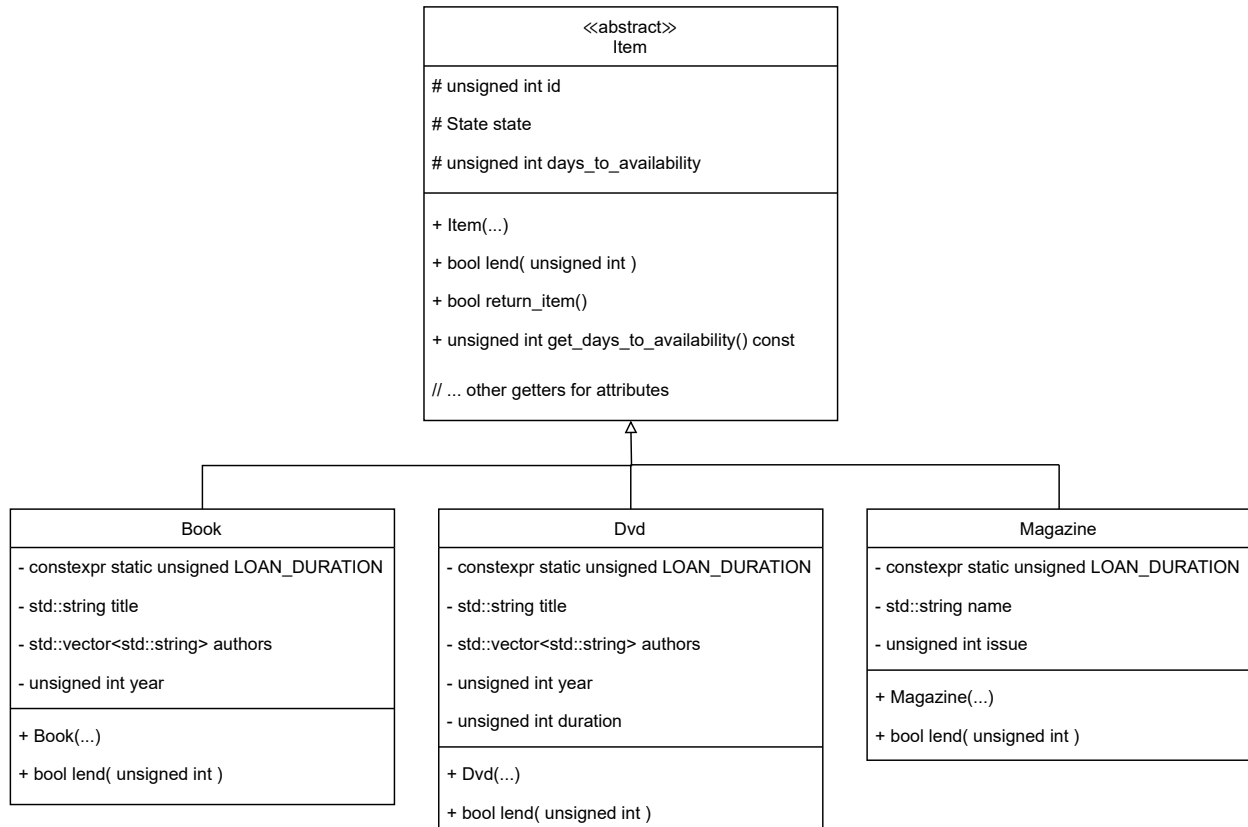 ≪abstract≫
Item
# unsigned int id
# State state
# unsigned int days_to_availability
+ Item(...)
+ bool lend( unsigned int )
+ bool return_item()
+ unsigned int get_days_to_availability() const
// ... other getters for attributes
Book
- constexpr static unsigned LOAN_DURATION
- std::string title
- std::vector<std::string> authors
- unsigned int year
+ Book(...)
+ bool lend( unsigned int )
Dvd
- constexpr static unsigned LOAN_DURATION
- std::string title
- std::vector<std::string> authors
- unsigned int year
- unsigned int duration
+ Dvd(...)
+ bool lend( unsigned int )
Magazine
- constexpr static unsigned LOAN_DURATION
- std::string name
- unsigned int issue
+ Magazine(...)
+ bool lend( unsigned int )